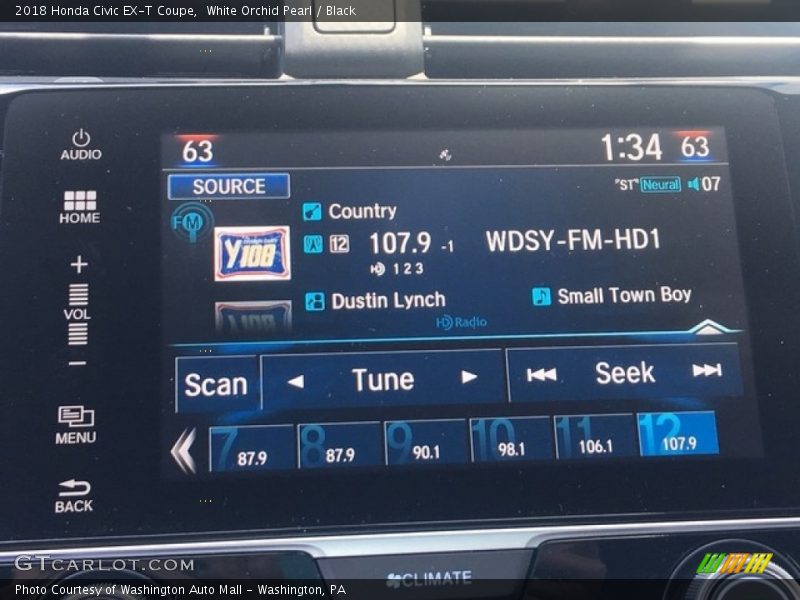 2018 Honda Civic EX-T Coupe,  White Orchid Pearl / Black
AUDIO
HOME
+
VOL
−
MENU
BACK
63
1:34
63
SOURCE
"ST" Neural 07
FM
Y108
Country
12 107.9 -1 WDSY-FM-HD1
HD 1 2 3
Dustin Lynch
Small Town Boy
HD Radio
Scan
Tune
Seek
7 87.9
8 87.9
9 90.1
10 98.1
11 106.1
12 107.9
CLIMATE
GTCARLOT.COM
Photo Courtesy of Washington Auto Mall - Washington, PA